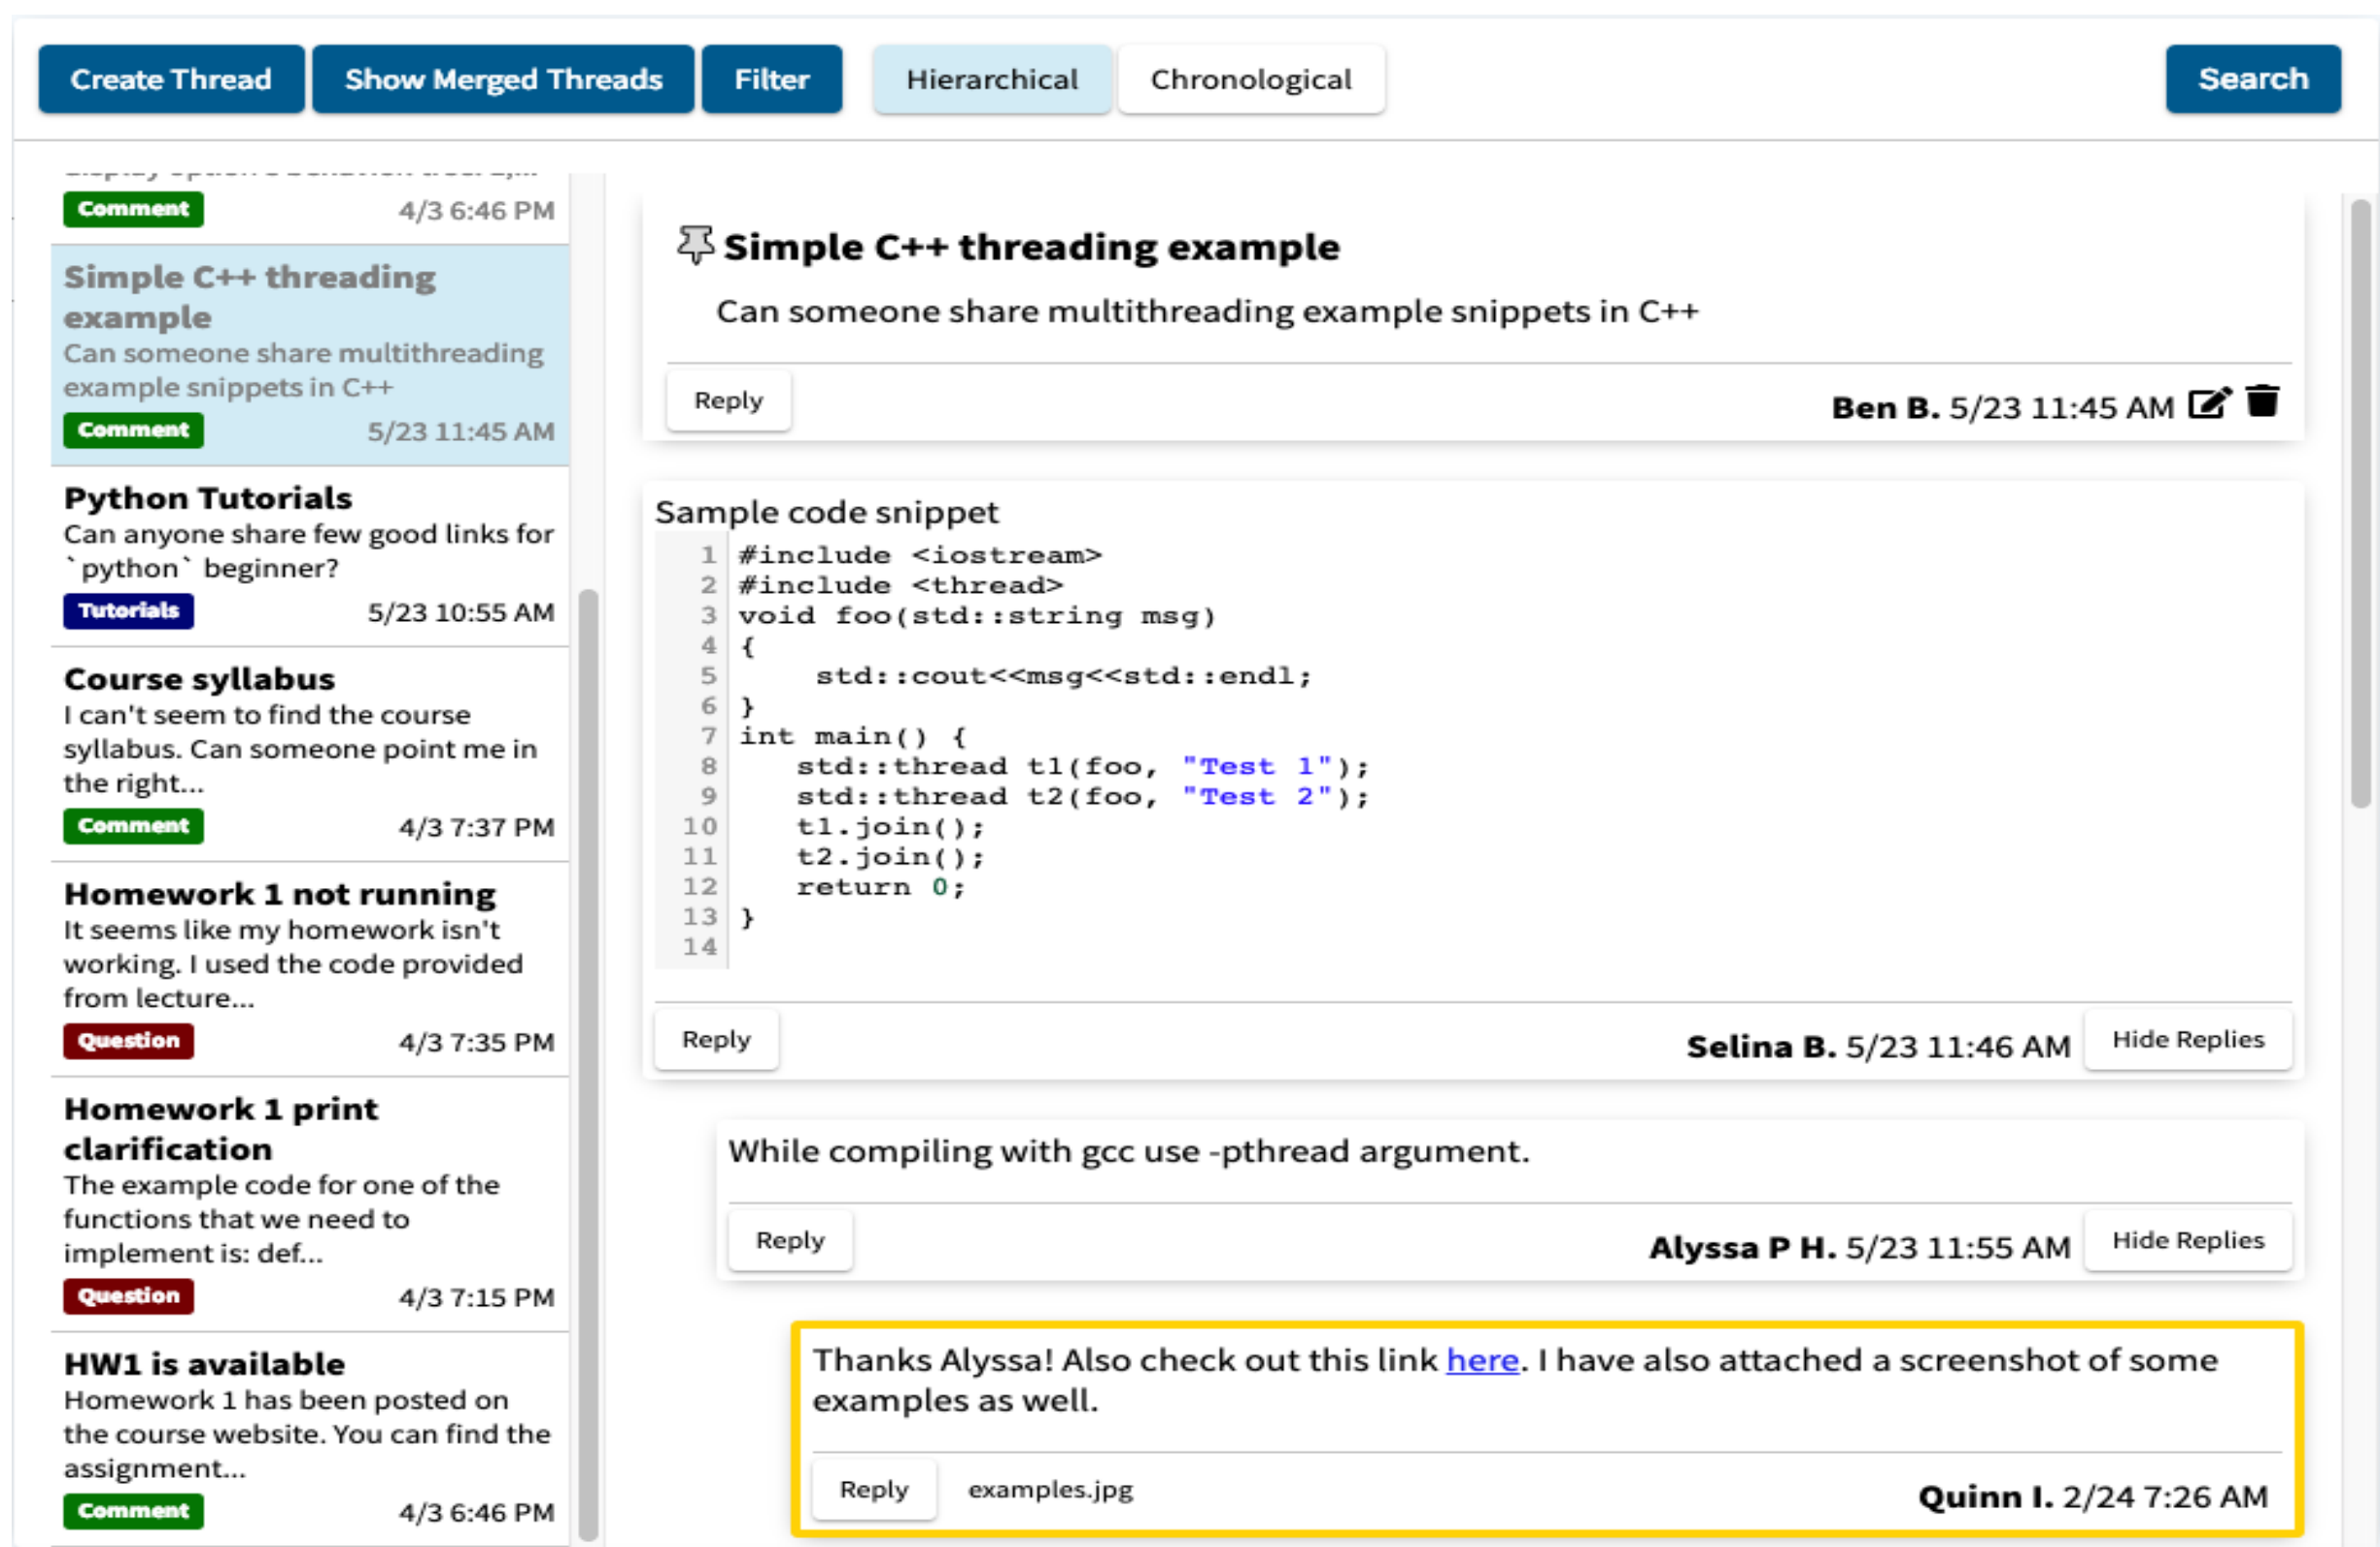 Create Thread Show Merged Threads Filter Hierarchical Chronological Search
Comment 4/3 6:46 PM
Simple C++ threading
example
Can someone share multithreading
example snippets in C++
Comment 5/23 11:45 AM
Python Tutorials
Can anyone share few good links for
`python` beginner?
Tutorials 5/23 10:55 AM
Course syllabus
I can't seem to find the course
syllabus. Can someone point me in
the right...
Comment 4/3 7:37 PM
Homework 1 not running
It seems like my homework isn't
working. I used the code provided
from lecture...
Question 4/3 7:35 PM
Homework 1 print
clarification
The example code for one of the
functions that we need to
implement is: def...
Question 4/3 7:15 PM
HW1 is available
Homework 1 has been posted on
the course website. You can find the
assignment...
Comment 4/3 6:46 PM
Simple C++ threading example
Can someone share multithreading example snippets in C++
Reply Ben B. 5/23 11:45 AM
Sample code snippet
1 #include <iostream>
2 #include <thread>
3 void foo(std::string msg)
4 {
5     std::cout<<msg<<std::endl;
6 }
7 int main() {
8    std::thread t1(foo, "Test 1");
9    std::thread t2(foo, "Test 2");
10    t1.join();
11    t2.join();
12    return 0;
13 }
14
Reply Selina B. 5/23 11:46 AM Hide Replies
While compiling with gcc use -pthread argument.
Reply Alyssa P H. 5/23 11:55 AM Hide Replies
Thanks Alyssa! Also check out this link here. I have also attached a screenshot of some
examples as well.
Reply examples.jpg Quinn I. 2/24 7:26 AM